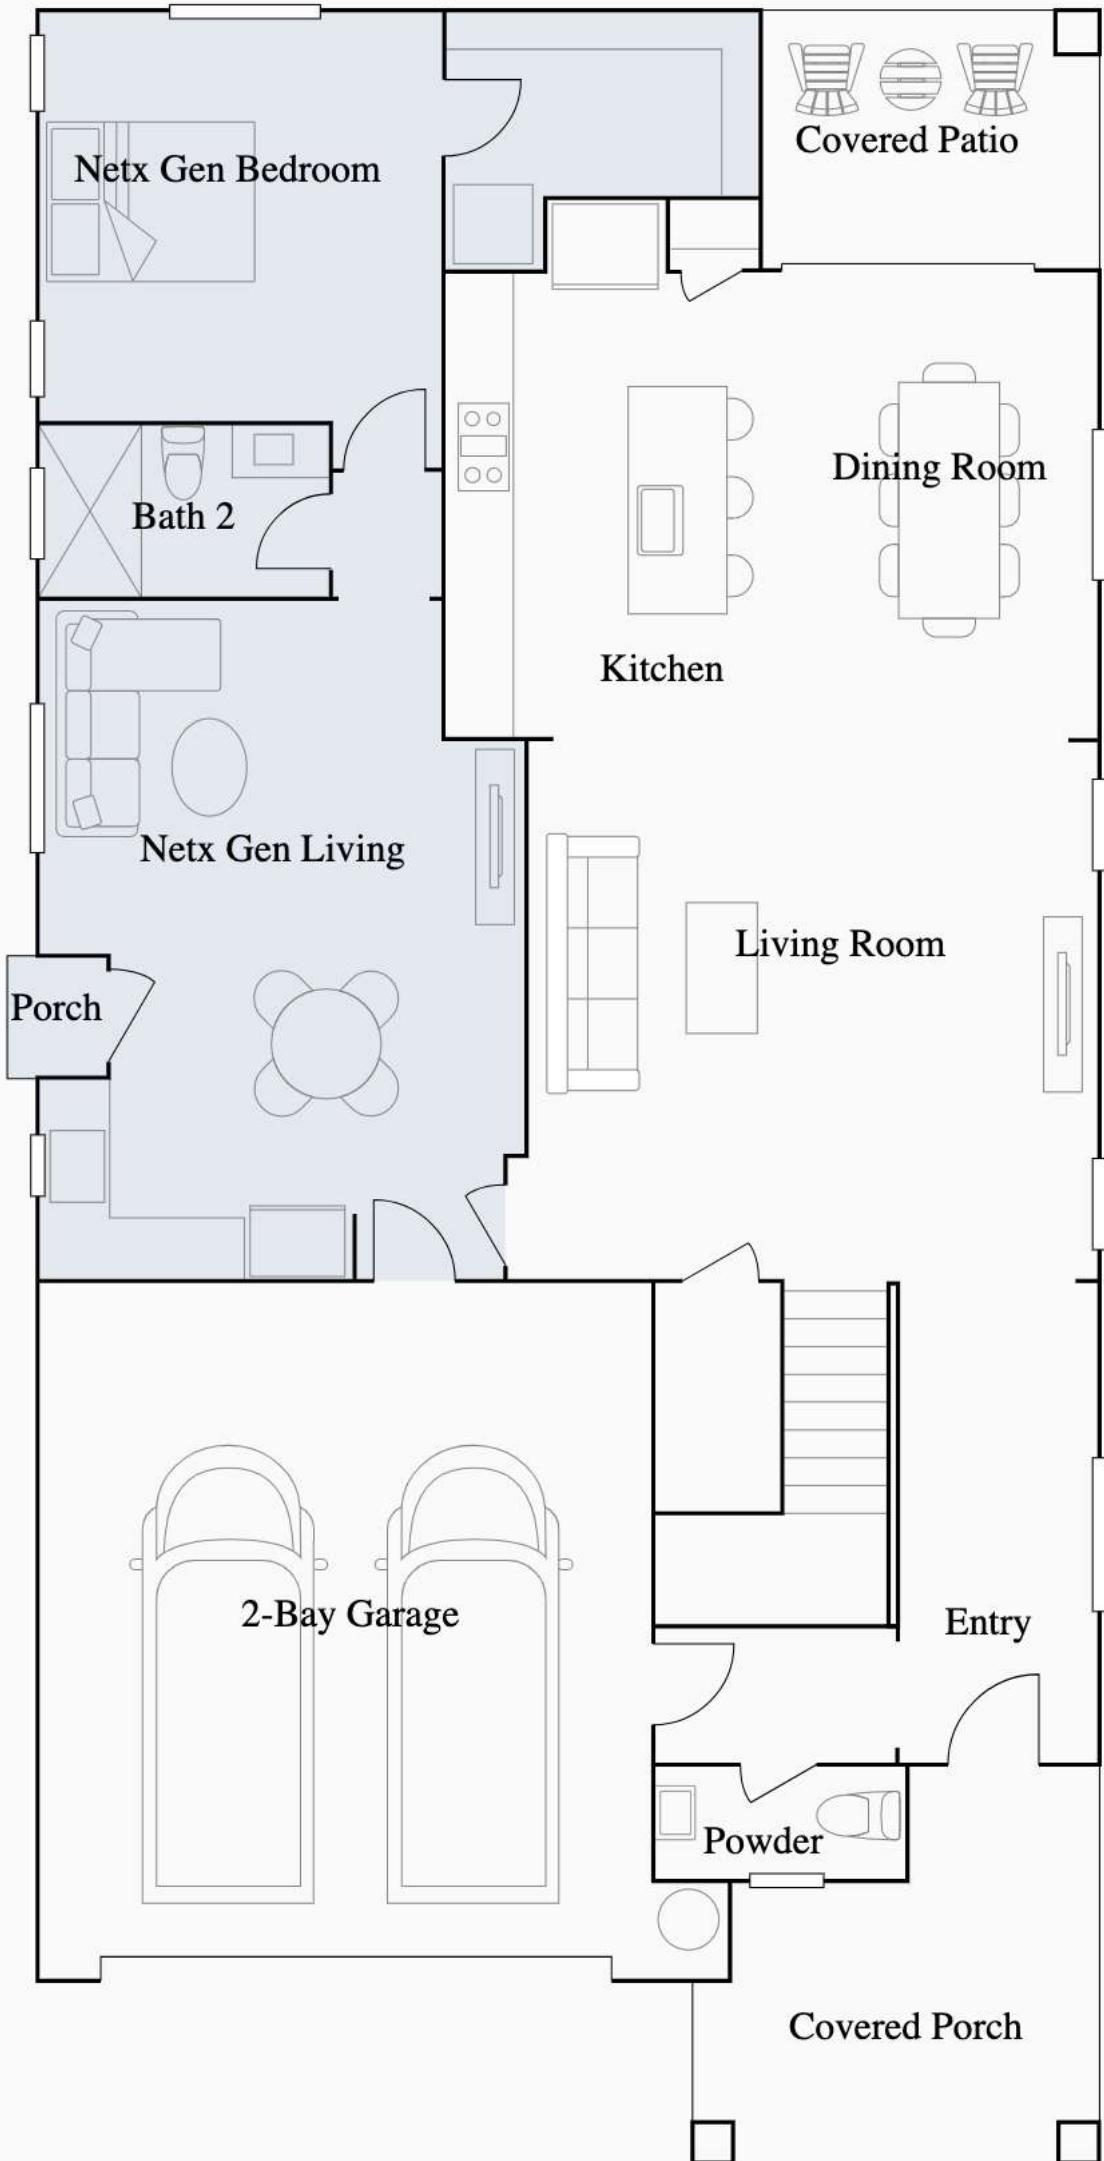 Covered Patio
Netx Gen Bedroom
Dining Room
Bath 2
Kitchen
Netx Gen Living
Living Room
Porch
2-Bay Garage
Entry
Powder
Covered Porch